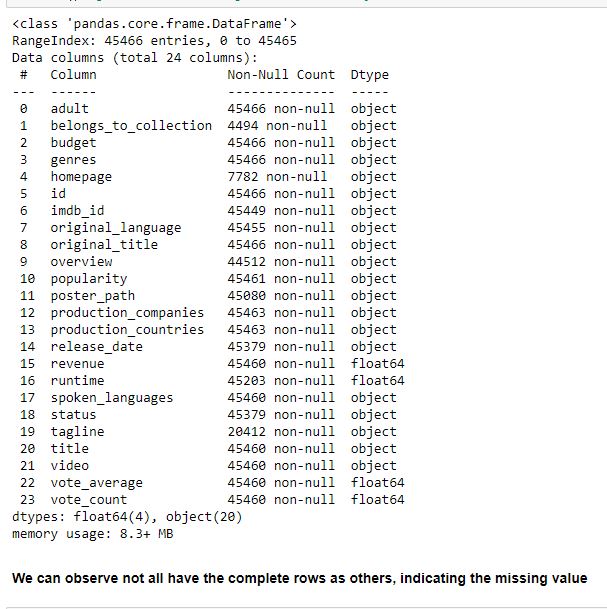 <class 'pandas.core.frame.DataFrame'>
RangeIndex: 45466 entries, 0 to 45465
Data columns (total 24 columns):
 #   Column                 Non-Null Count  Dtype
---  ------                 --------------  -----
 0   adult                  45466 non-null  object
 1   belongs_to_collection  4494 non-null   object
 2   budget                 45466 non-null  object
 3   genres                 45466 non-null  object
 4   homepage               7782 non-null   object
 5   id                     45466 non-null  object
 6   imdb_id                45449 non-null  object
 7   original_language      45455 non-null  object
 8   original_title         45466 non-null  object
 9   overview               44512 non-null  object
 10  popularity             45461 non-null  object
 11  poster_path            45080 non-null  object
 12  production_companies   45463 non-null  object
 13  production_countries   45463 non-null  object
 14  release_date           45379 non-null  object
 15  revenue                45460 non-null  float64
 16  runtime                45203 non-null  float64
 17  spoken_languages       45460 non-null  object
 18  status                 45379 non-null  object
 19  tagline                20412 non-null  object
 20  title                  45460 non-null  object
 21  video                  45460 non-null  object
 22  vote_average           45460 non-null  float64
 23  vote_count             45460 non-null  float64
dtypes: float64(4), object(20)
memory usage: 8.3+ MB
We can observe not all have the complete rows as others, indicating the missing value